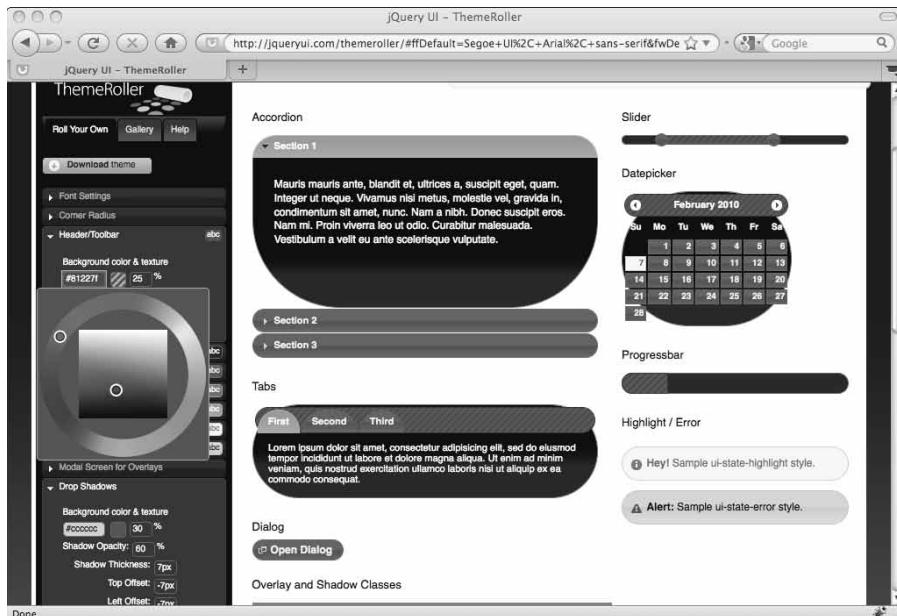 jQuery UI – ThemeRoller
http://jqueryui.com/themeroller/#ffDefault=Segoe+UI%2C+Arial%2C+sans-serif&fwDe
Google
jQuery UI – ThemeRoller
+
ThemeRoller
Roll Your Own
Gallery
Help
Download theme
Font Settings
Corner Radius
Header/Toolbar
abc
Background color & texture
#81227f
25
%
abc
abc
abc
abc
abc
abc
Modal Screen for Overlays
Drop Shadows
Background color & texture
#cccccc
30
%
Shadow Opacity:
60
%
Shadow Thickness:
7px
Top Offset:
-7px
Left Offset:
-7px
Done
Accordion
Section 1
Mauris mauris ante, blandit et, ultrices a, suscipit eget, quam.
Integer ut neque. Vivamus nisi metus, molestie vel, gravida in,
condimentum sit amet, nunc. Nam a nibh. Donec suscipit eros.
Nam mi. Proin viverra leo ut odio. Curabitur malesuada.
Vestibulum a velit eu ante scelerisque vulputate.
Section 2
Section 3
Tabs
First
Second
Third
Lorem ipsum dolor sit amet, consectetur adipisicing elit, sed do eiusmod
tempor incididunt ut labore et dolore magna aliqua. Ut enim ad minim
veniam, quis nostrud exercitation ullamco laboris nisi ut aliquip ex ea
commodo consequat.
Dialog
Open Dialog
Overlay and Shadow Classes
Slider
Datepicker
February 2010
Su Mo Tu We Th Fr Sa
1 2 3 4 5 6
7 8 9 10 11 12 13
14 15 16 17 18 19 20
21 22 23 24 25 26 27
28
Progressbar
Highlight / Error
Hey! Sample ui-state-highlight style.
Alert: Sample ui-state-error style.